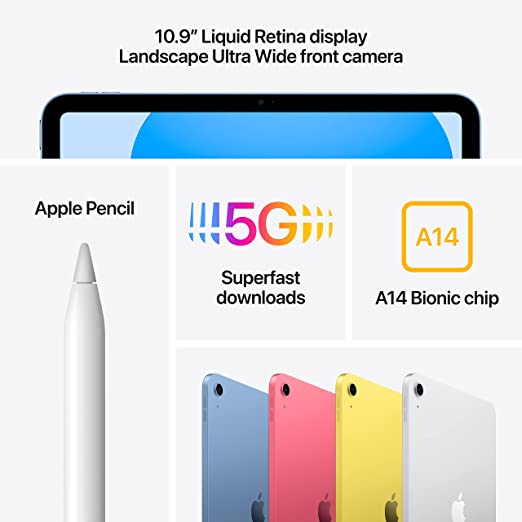 10.9” Liquid Retina display
Landscape Ultra Wide front camera
Apple Pencil
5G
Superfast
downloads
A14
A14 Bionic chip